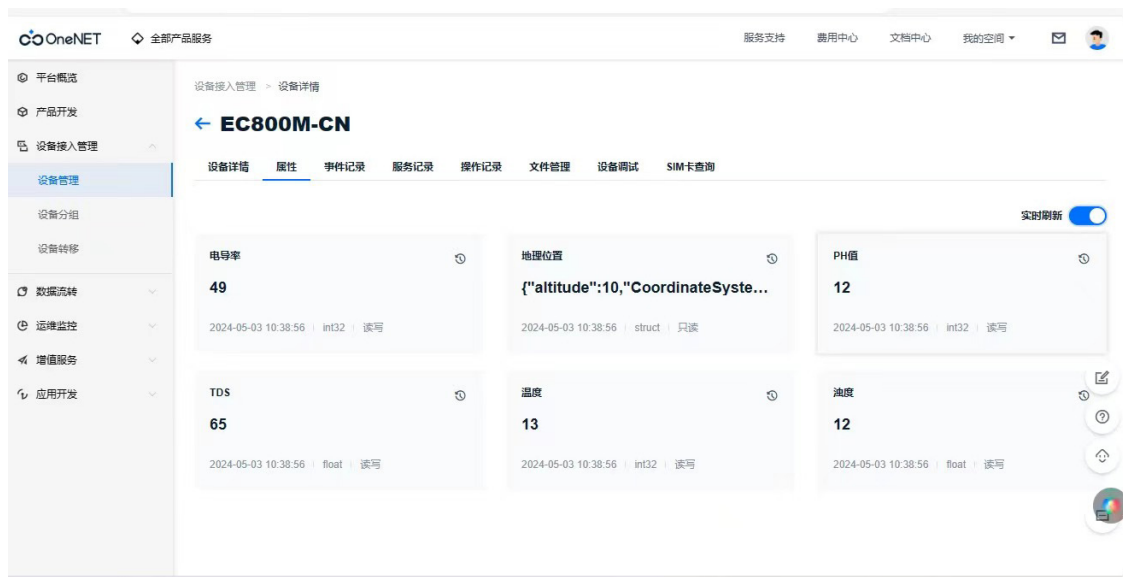 OneNET 全部产品服务 服务支持 费用中心 文档中心 我的空间
平台概览
产品开发
设备接入管理
设备管理
设备分组
设备转移
数据流转
运维监控
增值服务
应用开发
设备接入管理 > 设备详情
← EC800M-CN
设备详情 属性 事件记录 服务记录 操作记录 文件管理 设备调试 SIM卡查询
实时刷新
电导率
49
2024-05-03 10:38:56 int32 读写
地理位置
{"altitude":10,"CoordinateSyste...
2024-05-03 10:38:56 struct 只读
PH值
12
2024-05-03 10:38:56 int32 读写
TDS
65
2024-05-03 10:38:56 float 读写
温度
13
2024-05-03 10:38:56 int32 读写
浊度
12
2024-05-03 10:38:56 float 读写